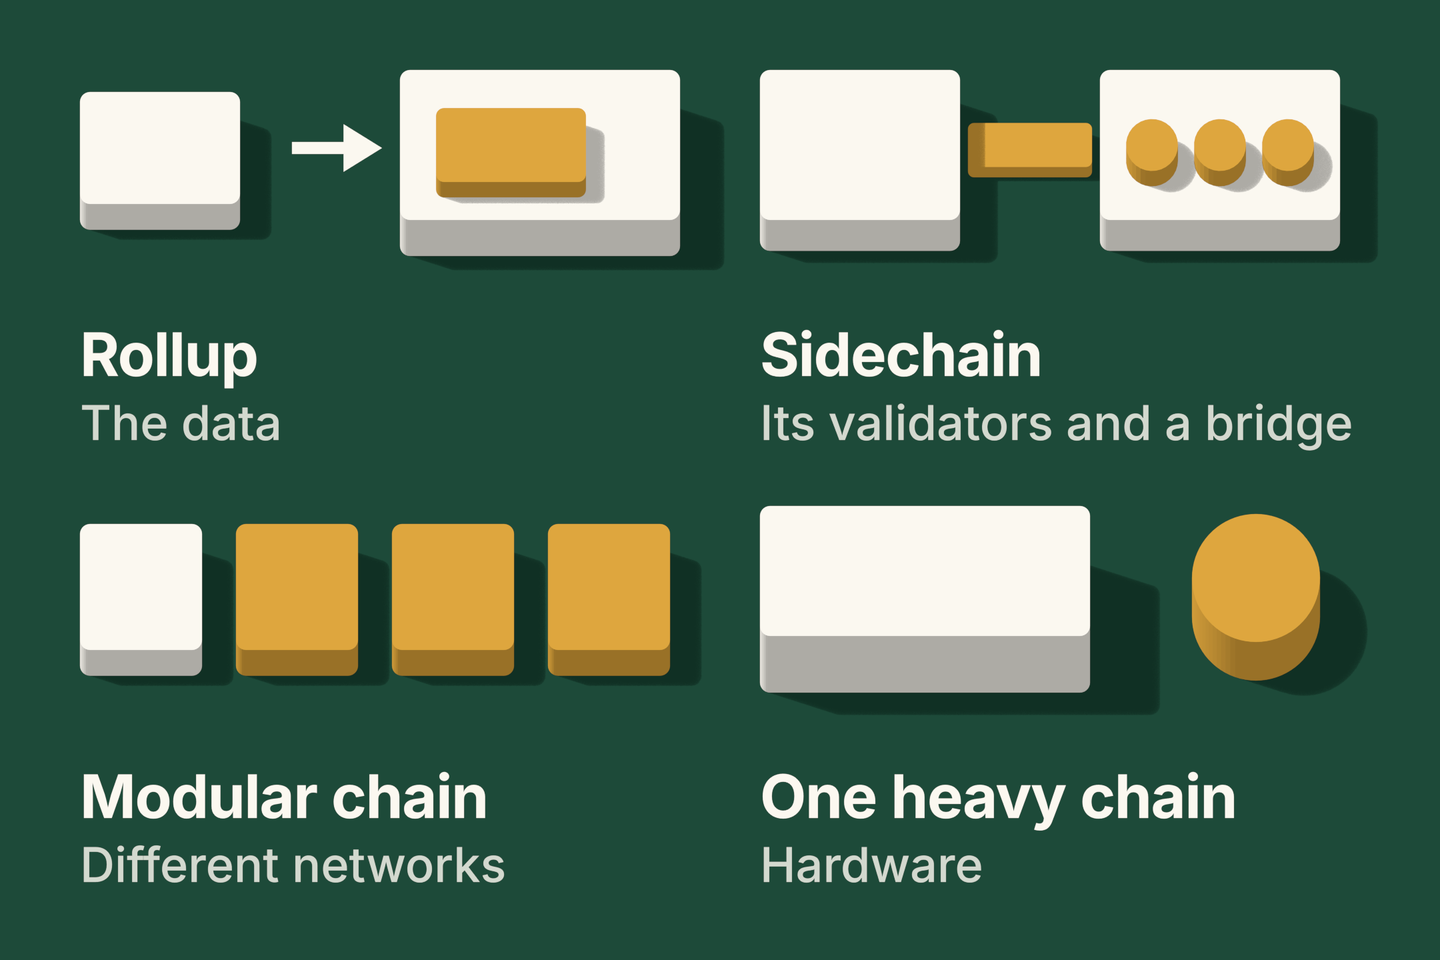 Rollup
The data
Sidechain
Its validators and a bridge
Modular chain
Different networks
One heavy chain
Hardware